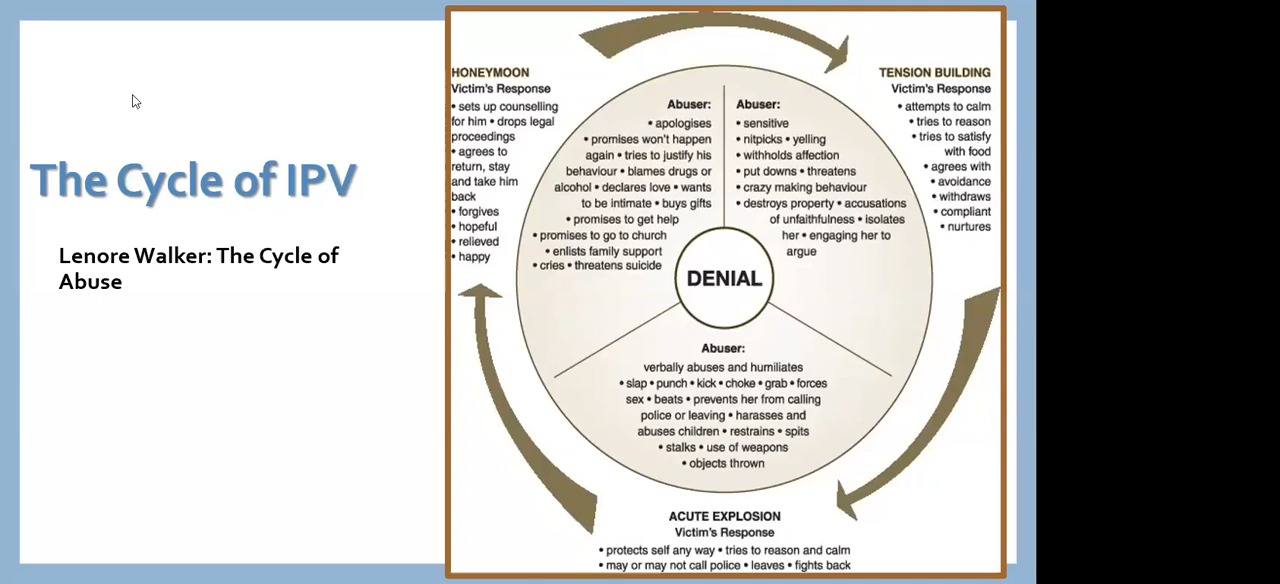 The Cycle of IPV
Lenore Walker: The Cycle of
Abuse
HONEYMOON
Victim's Response
• sets up counselling
for him • drops legal
proceedings
• agrees to
return, stay
and take him
back
• forgives
• hopeful
• relieved
• happy
Abuser:
• apologises
• promises won't happen
again • tries to justify his
behaviour • blames drugs or
alcohol • declares love • wants
to be intimate • buys gifts
• promises to get help
• promises to go to church
• enlists family support
• cries • threatens suicide
Abuser:
• sensitive
• nitpicks • yelling
• withholds affection
• put downs • threatens
• crazy making behaviour
• destroys property • accusations
of unfaithfulness • isolates
her • engaging her to
argue
TENSION BUILDING
Victim's Response
• attempts to calm
• tries to reason
• tries to satisfy
with food
• agrees with
• avoidance
• withdraws
• compliant
• nurtures
DENIAL
Abuser:
verbally abuses and humiliates
• slap • punch • kick • choke • grab • forces
sex • beats • prevents her from calling
police or leaving • harasses and
abuses children • restrains • spits
• stalks • use of weapons
• objects thrown
ACUTE EXPLOSION
Victim's Response
• protects self any way • tries to reason and calm
• may or may not call police • leaves • fights back